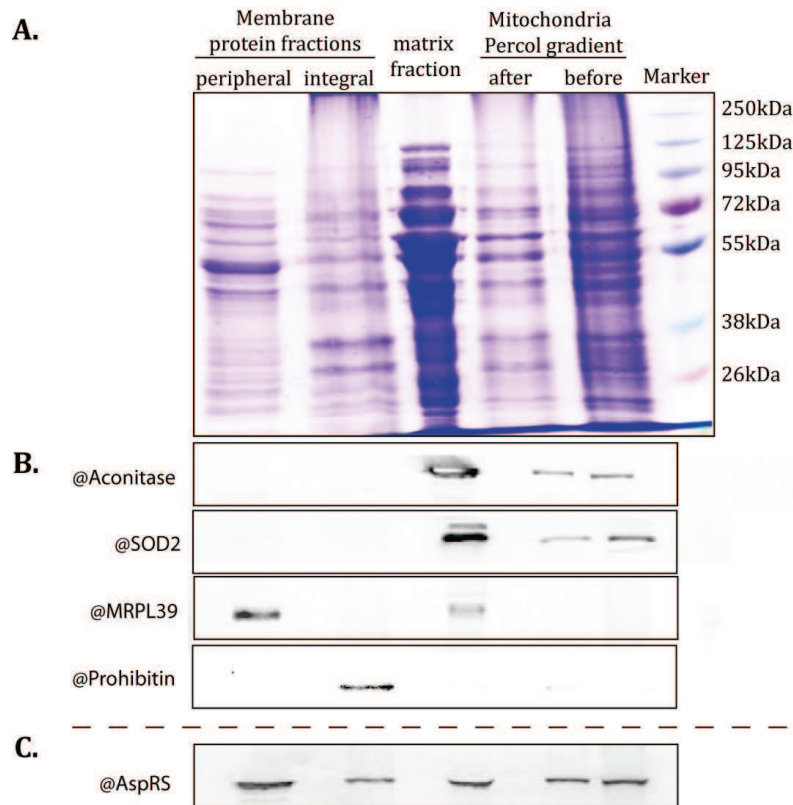 A.
Membrane
protein fractions
peripheral integral
matrix
fraction
Mitochondria
Percol gradient
after before
Marker
250kDa
125kDa
95kDa
72kDa
55kDa
38kDa
26kDa
B.
@Aconitase
@SOD2
@MRPL39
@Prohibitin
C.
@AspRS